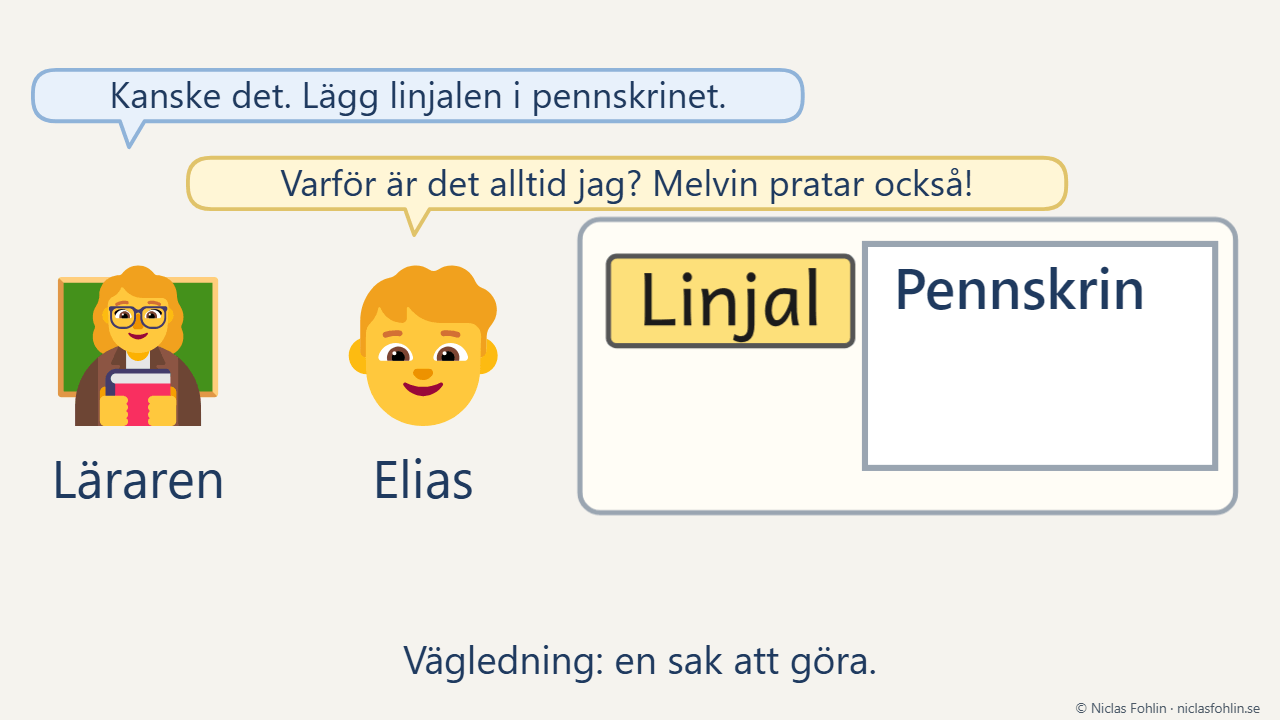 Kanske det. Lägg linjalen i pennskrinet.
Varför är det alltid jag? Melvin pratar också!
Linjal
Pennskrin
Läraren
Elias
Vägledning: en sak att göra.
© Niclas Fohlin · niclasfohlin.se